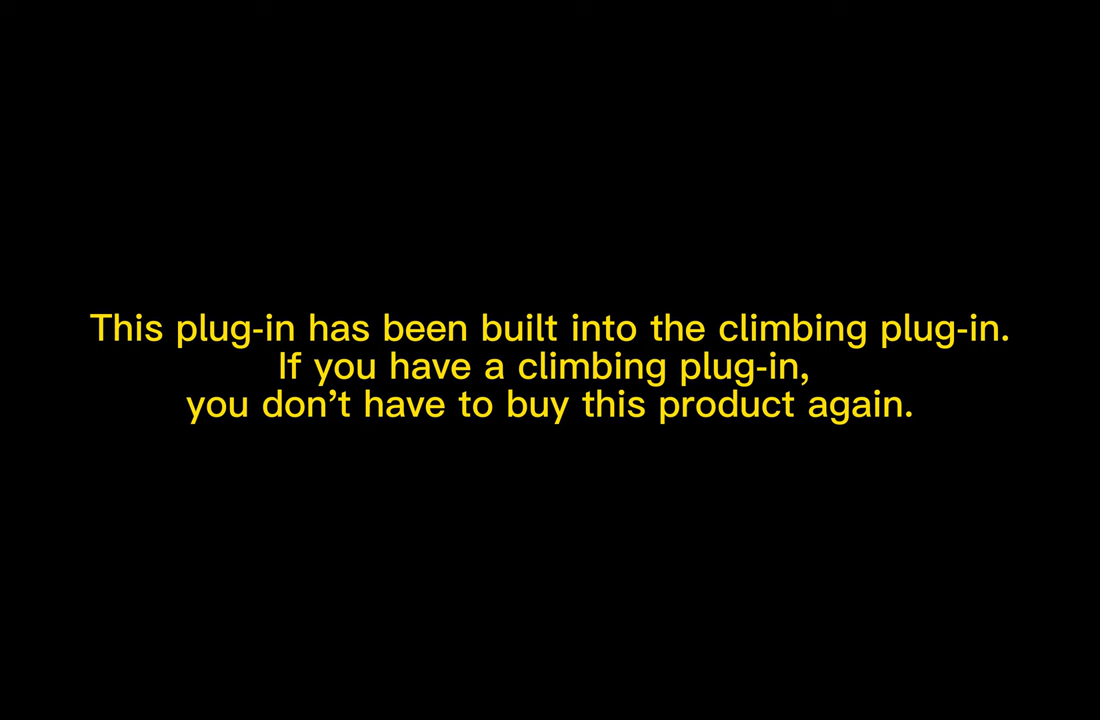 This plug-in has been built into the climbing plug-in.
If you have a climbing plug-in,
you don’t have to buy this product again.